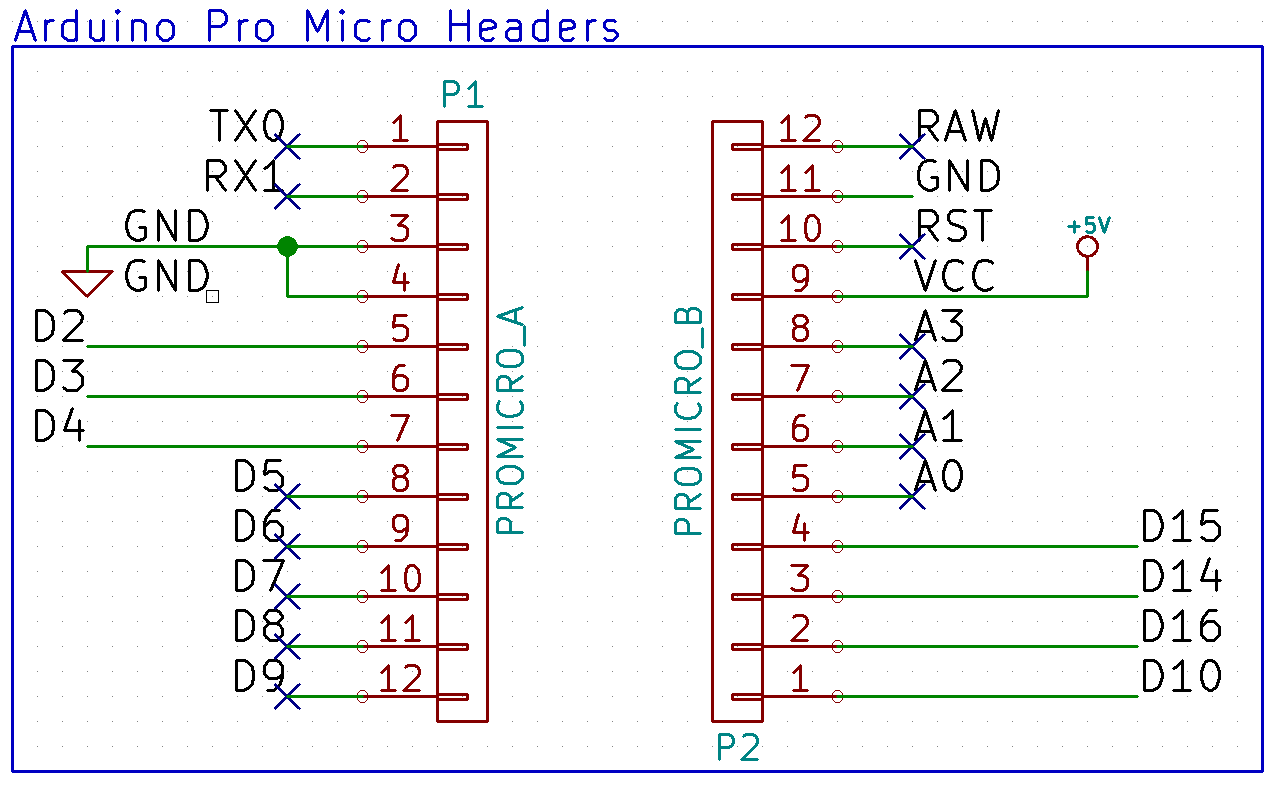 Arduino Pro Micro Headers
P1
TX0 1
RX1 2
GND 3
GND 4
D2 5
D3 6
D4 7
D5 8
D6 9
D7 10
D8 11
D9 12
PROMICRO_A
PROMICRO_B
12 RAW
11 GND
10 RST
+5V
9 VCC
8 A3
7 A2
6 A1
5 A0
4 D15
3 D14
2 D16
1 D10
P2